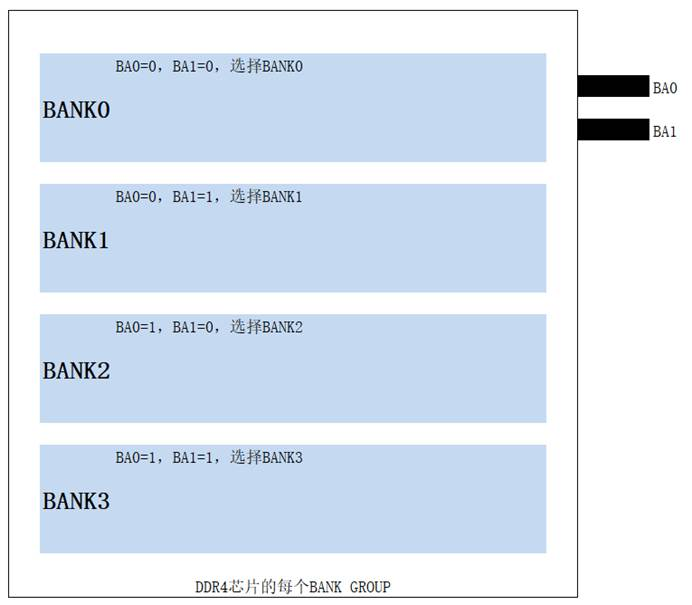 BA0=0, BA1=0, 选择BANK0
BANK0
BA0
BA1
BA0=0, BA1=1, 选择BANK1
BANK1
BA0=1, BA1=0, 选择BANK2
BANK2
BA0=1, BA1=1, 选择BANK3
BANK3
DDR4芯片的每个BANK GROUP